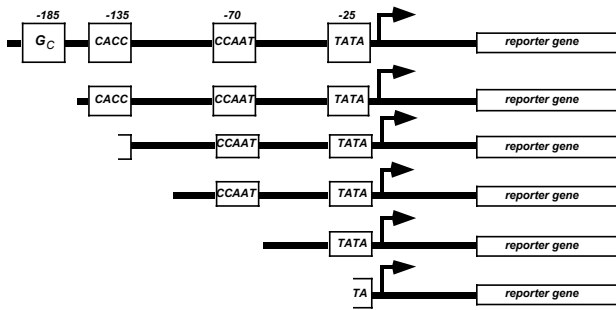 -185 -135 -70 -25
GC CACC CCAAT TATA reporter gene
CACC CCAAT TATA reporter gene
CCAAT TATA reporter gene
CCAAT TATA reporter gene
TATA reporter gene
TA reporter gene